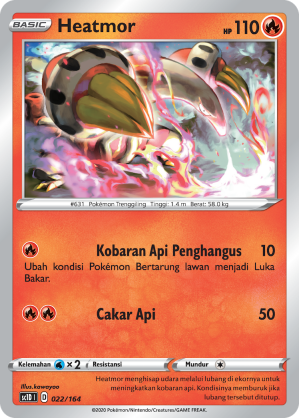 BASIC Heatmor HP 110
#631 Pokémon Trenggiling Tinggi: 1.4 m Berat: 58.0 kg
Kobaran Api Penghangus 10
Ubah kondisi Pokémon Bertarung lawan menjadi Luka
Bakar.
Cakar Api 50
Kelemahan ×2 Resistansi Mundur
Illus.kawayoo
sc1D I D 022/164
Heatmor menghisap udara melalui lubang di ekornya untuk
menyemburkan api. Kondisinya memburuk jika
lubang tersebut ditutup.
©2020 Pokémon/Nintendo/Creatures/GAME FREAK.